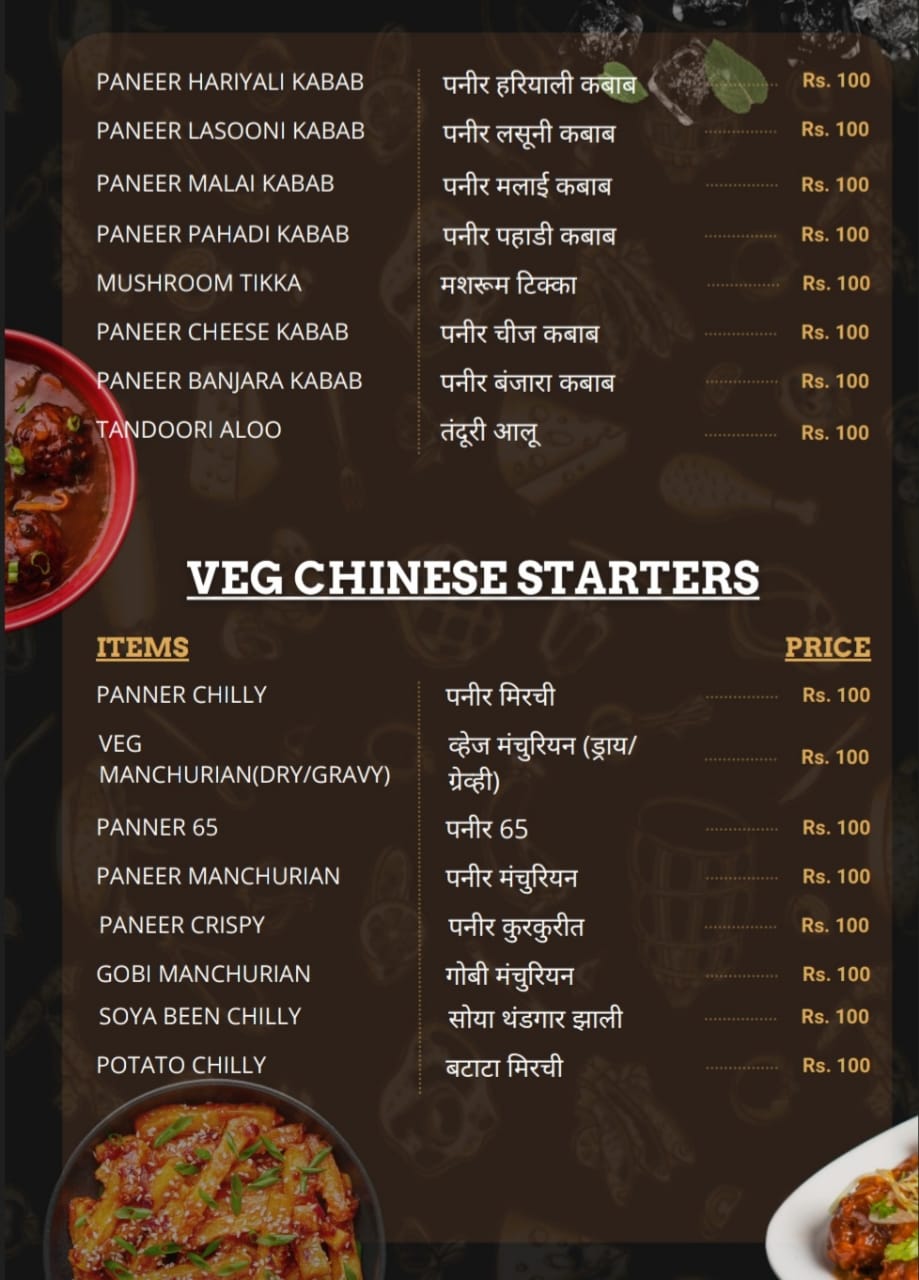 PANEER HARIYALI KABAB पनीर हरियाली कबाब Rs. 100
PANEER LASOONI KABAB पनीर लसूनी कबाब Rs. 100
PANEER MALAI KABAB पनीर मलाई कबाब Rs. 100
PANEER PAHADI KABAB पनीर पहाडी कबाब Rs. 100
MUSHROOM TIKKA मशरूम टिक्का Rs. 100
PANEER CHEESE KABAB पनीर चीज कबाब Rs. 100
PANEER BANJARA KABAB पनीर बंजारा कबाब Rs. 100
TANDOORI ALOO तंदूरी आलू Rs. 100
VEG CHINESE STARTERS
ITEMS PRICE
PANNER CHILLY पनीर मिरची Rs. 100
VEG व्हेज मंचुरियन (ड्राय/
MANCHURIAN(DRY/GRAVY) ग्रेव्ही) Rs. 100
PANNER 65 पनीर 65 Rs. 100
PANEER MANCHURIAN पनीर मंचुरियन Rs. 100
PANEER CRISPY पनीर कुरकुरीत Rs. 100
GOBI MANCHURIAN गोबी मंचुरियन Rs. 100
SOYA BEEN CHILLY सोया थंडगार झाली Rs. 100
POTATO CHILLY बटाटा मिरची Rs. 100